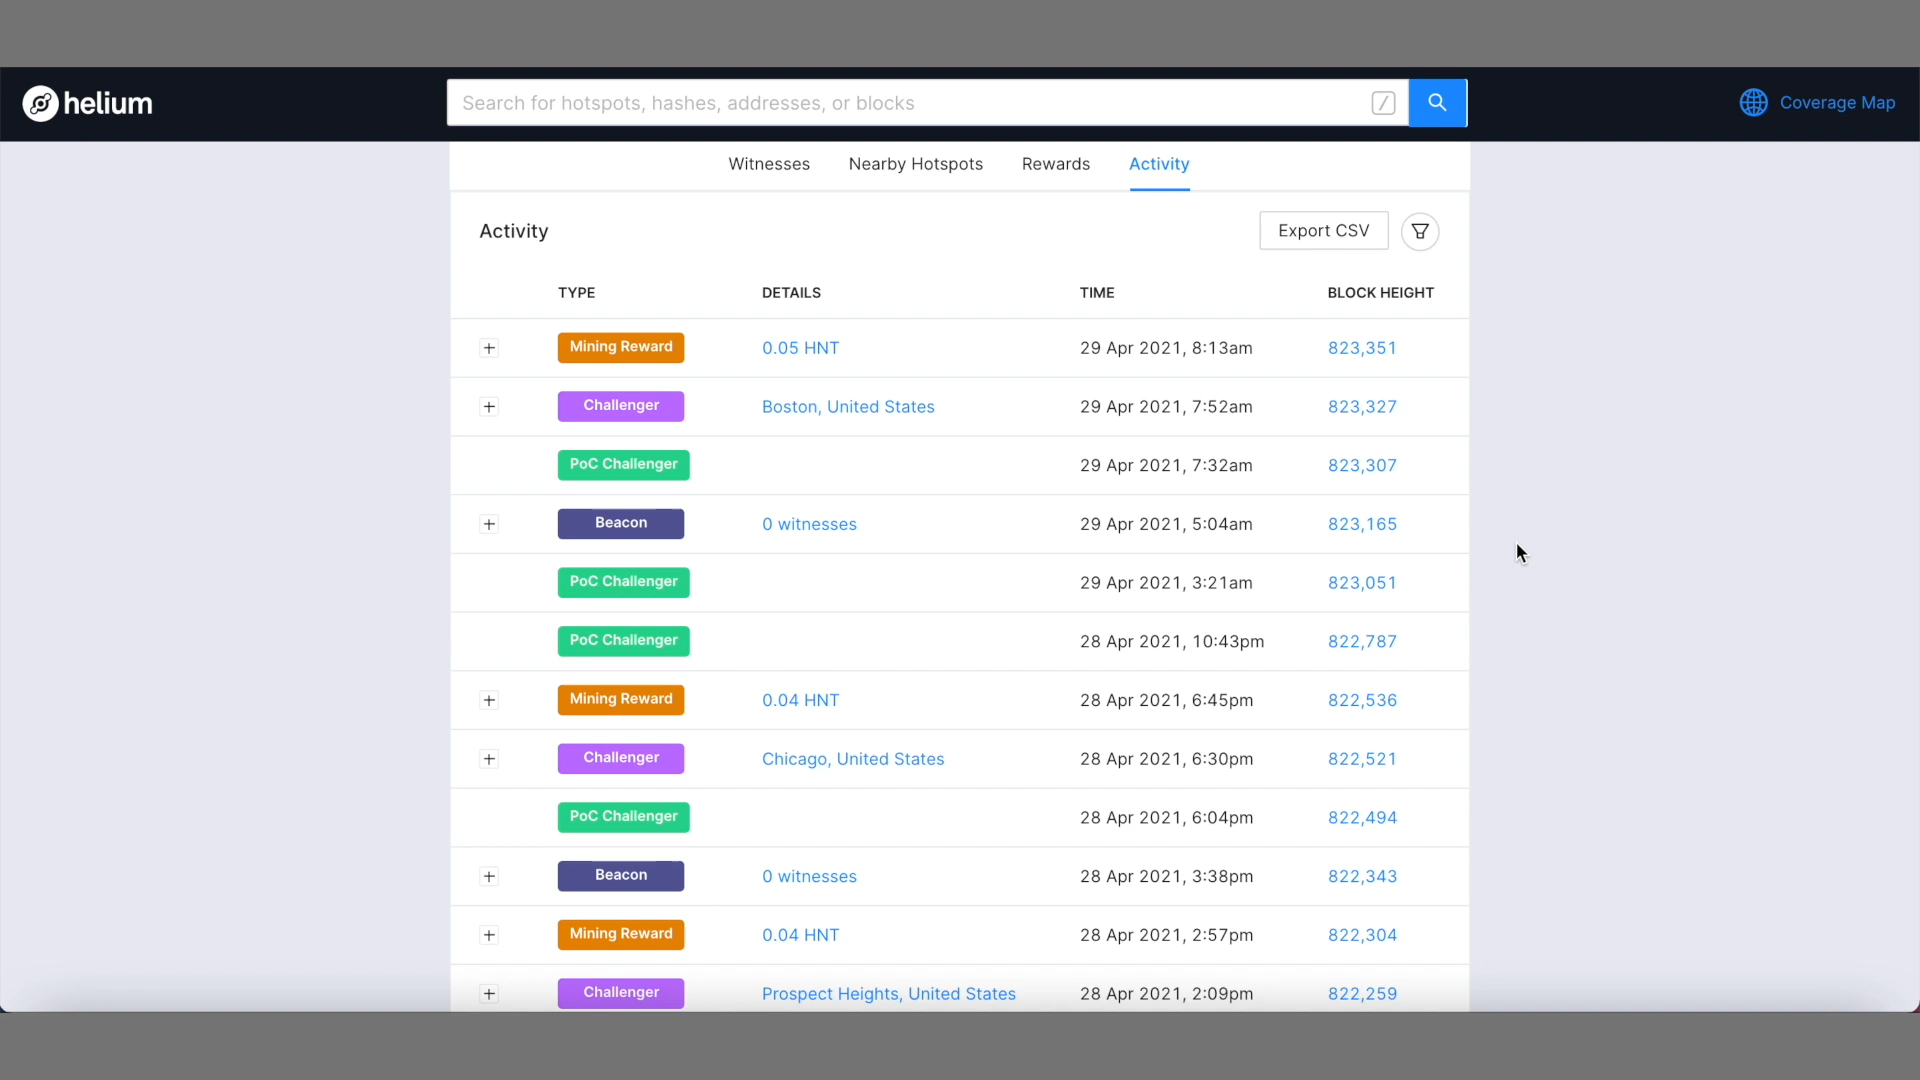 helium
Search for hotspots, hashes, addresses, or blocks /
Coverage Map
Witnesses Nearby Hotspots Rewards Activity
Activity
Export CSV
TYPE DETAILS TIME BLOCK HEIGHT
+ Mining Reward 0.05 HNT 29 Apr 2021, 8:13am 823,351
+ Challenger Boston, United States 29 Apr 2021, 7:52am 823,327
PoC Challenger 29 Apr 2021, 7:32am 823,307
+ Beacon 0 witnesses 29 Apr 2021, 5:04am 823,165
PoC Challenger 29 Apr 2021, 3:21am 823,051
PoC Challenger 28 Apr 2021, 10:43pm 822,787
+ Mining Reward 0.04 HNT 28 Apr 2021, 6:45pm 822,536
+ Challenger Chicago, United States 28 Apr 2021, 6:30pm 822,521
PoC Challenger 28 Apr 2021, 6:04pm 822,494
+ Beacon 0 witnesses 28 Apr 2021, 3:38pm 822,343
+ Mining Reward 0.04 HNT 28 Apr 2021, 2:57pm 822,304
+ Challenger Prospect Heights, United States 28 Apr 2021, 2:09pm 822,259